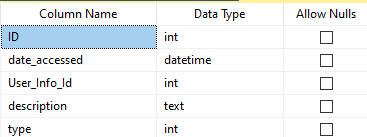 Column Name Data Type Allow Nulls
ID int
date_accessed datetime
User_Info_Id int
description text
type int